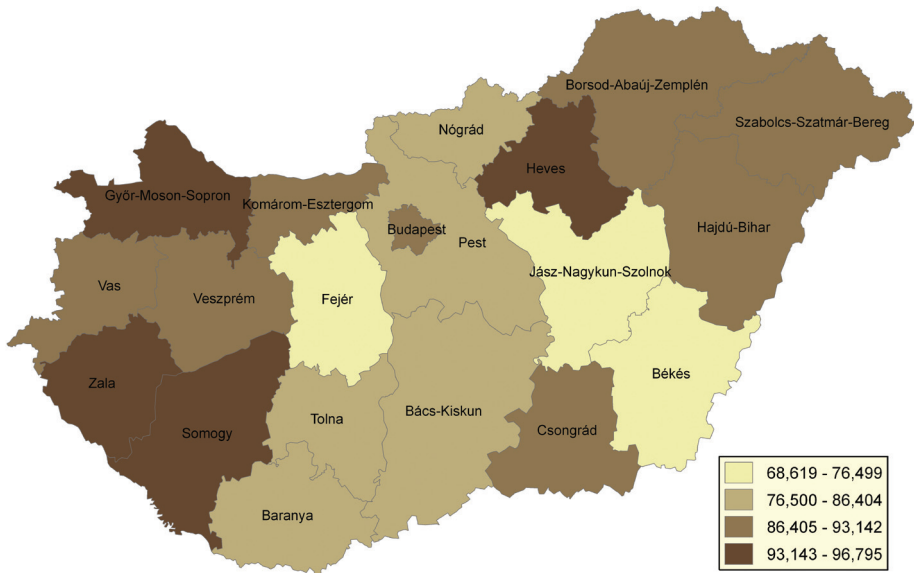 Borsod-Abaúj-Zemplén
Szabolcs-Szatmár-Bereg
Nógrád
Heves
Győr-Moson-Sopron
Komárom-Esztergom
Budapest
Hajdú-Bihar
Pest
Jász-Nagykun-Szolnok
Vas
Veszprém
Fejér
Békés
Zala
Bács-Kiskun
Tolna
Csongrád
Somogy
Baranya
68,619 - 76,499
76,500 - 86,404
86,405 - 93,142
93,143 - 96,795